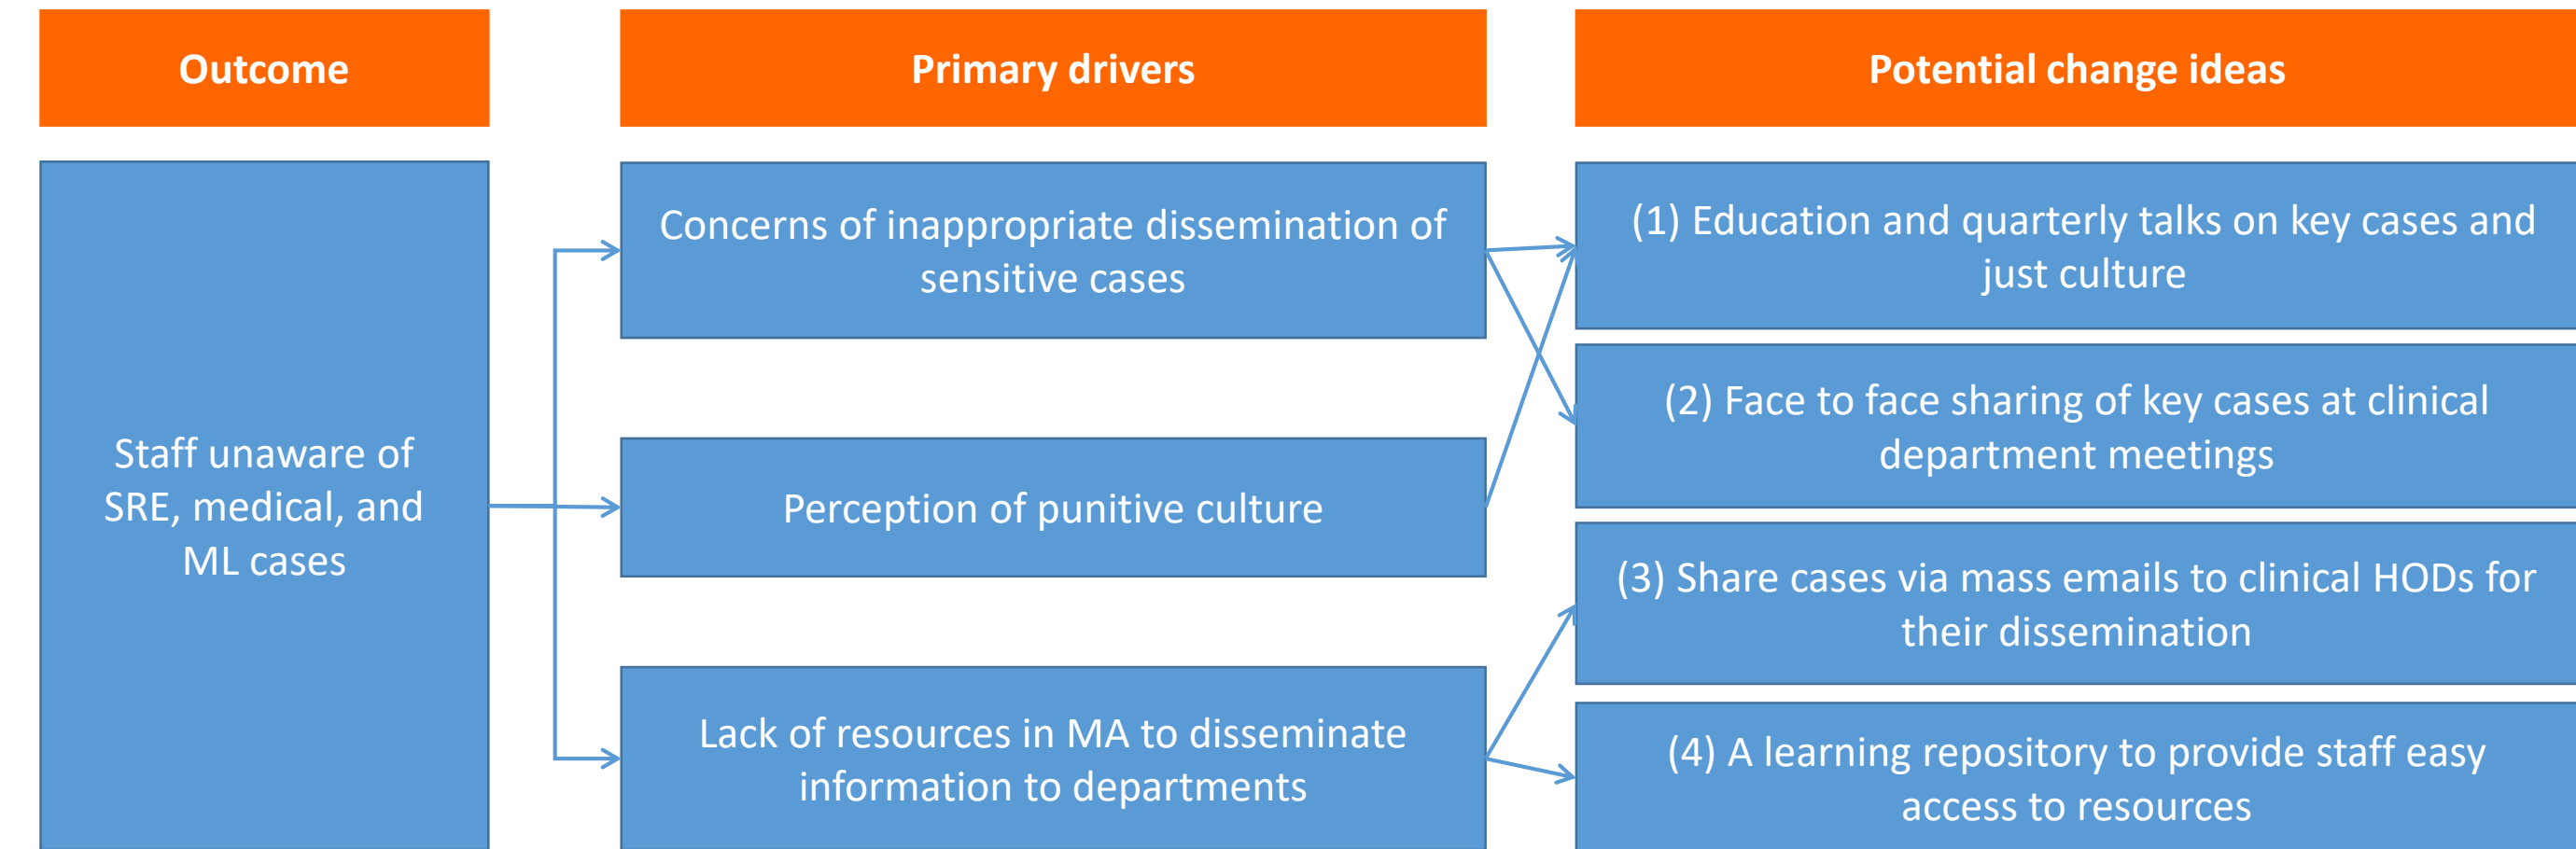 Outcome
Primary drivers
Potential change ideas
Staff unaware of
SRE, medical, and
ML cases
Concerns of inappropriate dissemination of
sensitive cases
Perception of punitive culture
Lack of resources in MA to disseminate
information to departments
(1) Education and quarterly talks on key cases and
just culture
(2) Face to face sharing of key cases at clinical
department meetings
(3) Share cases via mass emails to clinical HODs for
their dissemination
(4) A learning repository to provide staff easy
access to resources